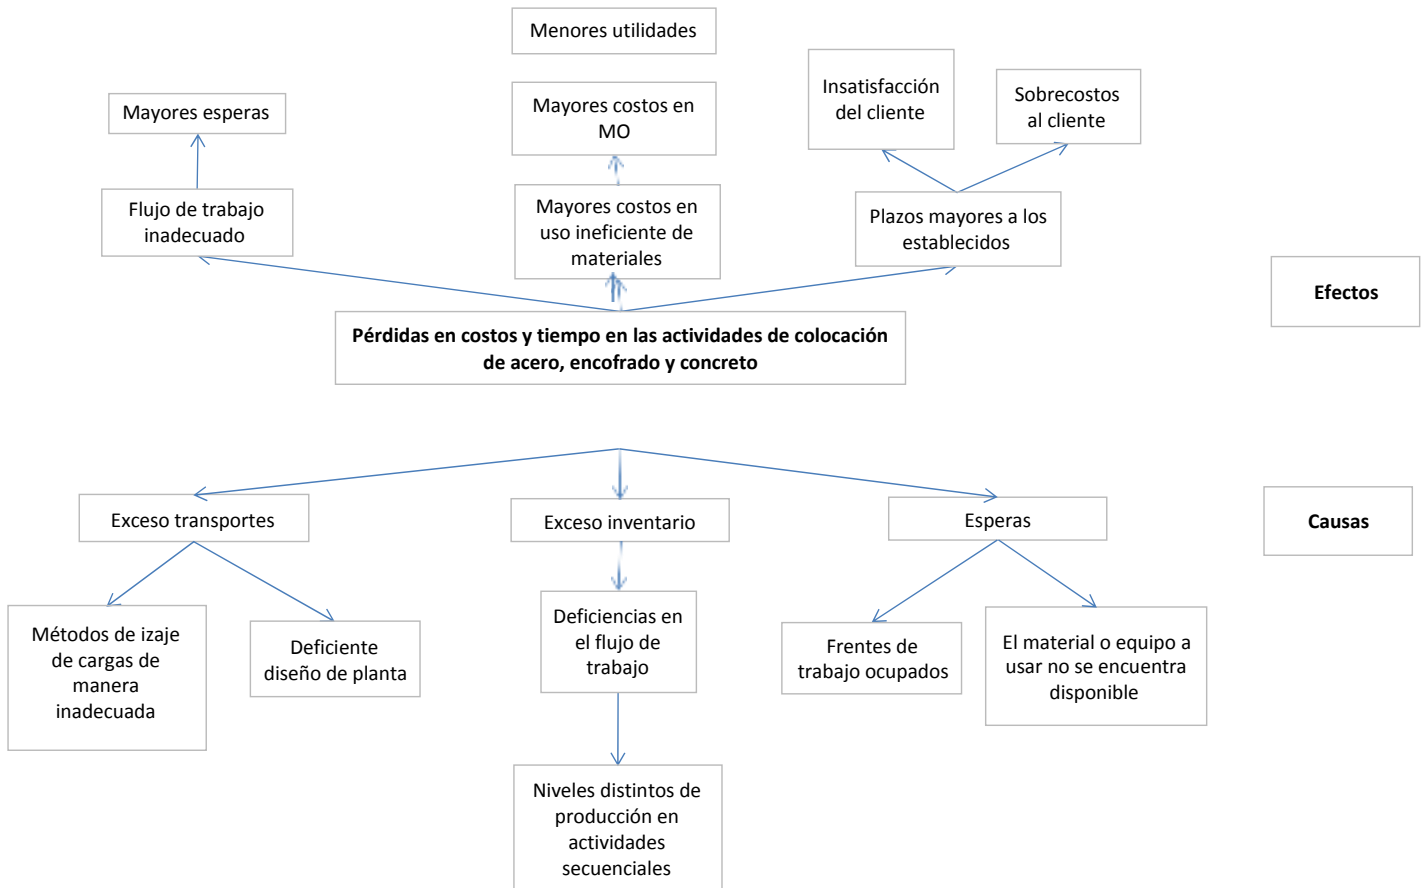 Menores utilidades
Mayores esperas
Mayores costos en
MO
Insatisfacción
del cliente
Sobrecostos
al cliente
Flujo de trabajo
inadecuado
Mayores costos en
uso ineficiente de
materiales
Plazos mayores a los
establecidos
Efectos
Pérdidas en costos y tiempo en las actividades de colocación
de acero, encofrado y concreto
Exceso transportes
Exceso inventario
Esperas
Causas
Métodos de izaje
de cargas de
manera
inadecuada
Deficiente
diseño de planta
Deficiencias en
el flujo de
trabajo
Frentes de
trabajo ocupados
El material o equipo a
usar no se encuentra
disponible
Niveles distintos de
producción en
actividades
secuenciales